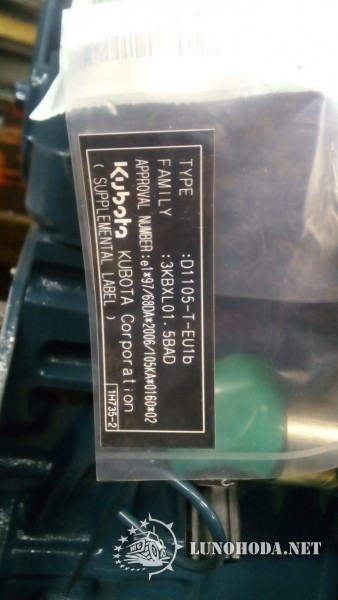 TYPE :D1105-T-EU1b
FAMILY :3KBXL01.5BAD
APPROVAL NUMBER:e1*97/68DA*2006/105KA*0160*02
Kubota KUBOTA Corporation
(SUPPLEMENTAL LABEL) 1H735-2
LUNOHODA.NET